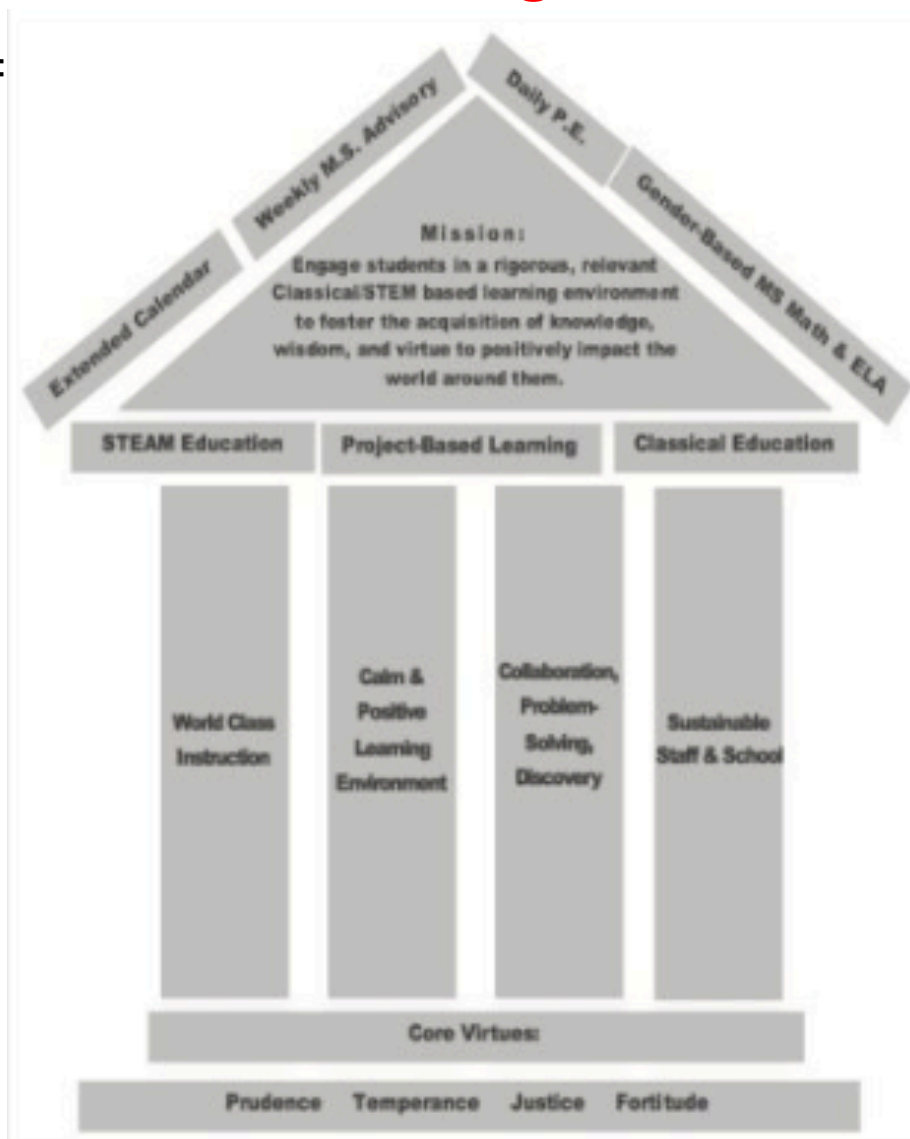 Weekly M.S. Advisory
Daily P.E.
Extended Calendar
Gender-Based MS Math & ELA
Mission:
Engage students in a rigorous, relevant
Classical/STEM based learning environment
to foster the acquisition of knowledge,
wisdom, and virtue to positively impact the
world around them.
STEAM Education
Project-Based Learning
Classical Education
World Class
Instruction
Calm &
Positive
Learning
Environment
Collaboration,
Problem-
Solving,
Discovery
Sustainable
Staff & School
Core Virtues:
Prudence Temperance Justice Fortitude